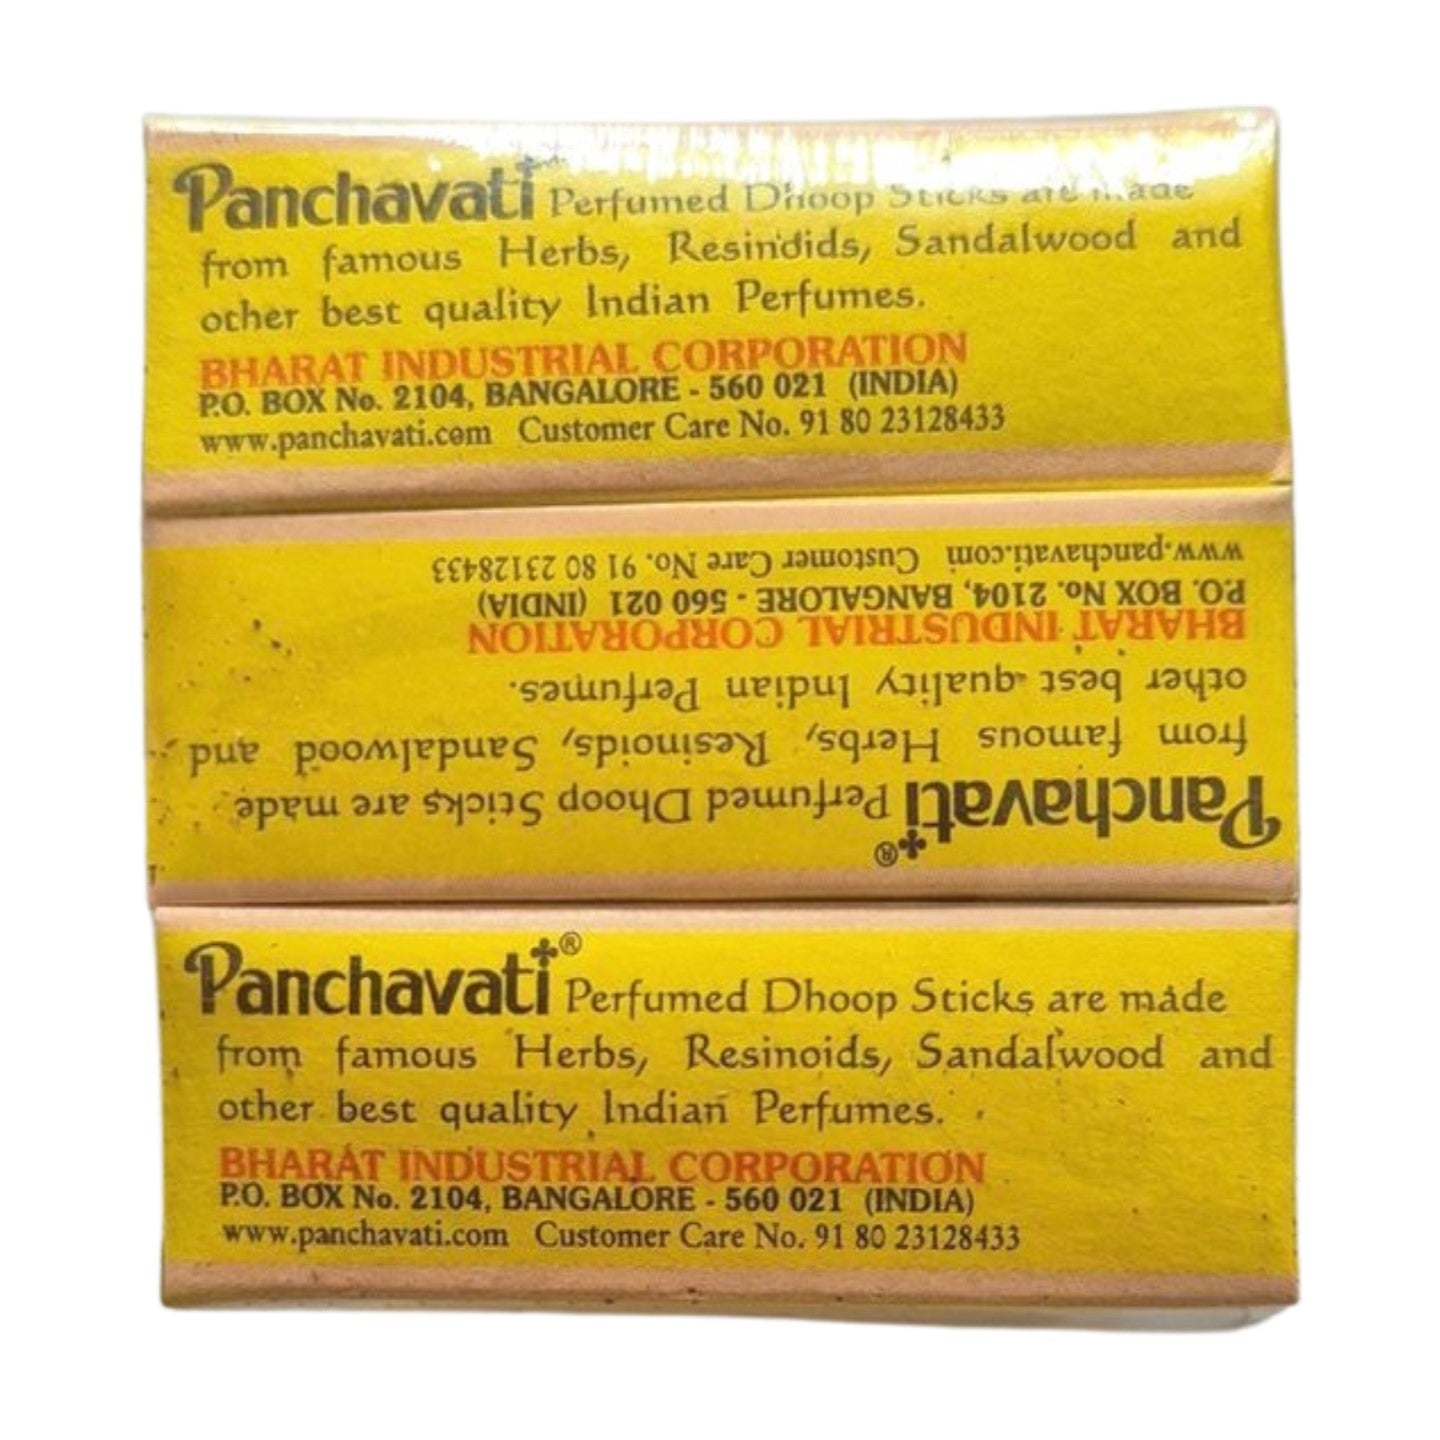 Panchavati Perfumed Dhoop Sticks are made
from famous Herbs, Resinoids, Sandalwood and
other best quality Indian Perfumes.
BHARAT INDUSTRIAL CORPORATION
P.O. BOX No. 2104, BANGALORE - 560 021 (INDIA)
www.panchavati.com Customer Care No. 91 80 23128433
Panchavati® Perfumed Dhoop Sticks are made
from famous Herbs, Resinoids, Sandalwood and
other best quality Indian Perfumes.
BHARAT INDUSTRIAL CORPORATION
P.O. BOX No. 2104, BANGALORE - 560 021 (INDIA)
www.panchavati.com Customer Care No. 91 80 23128433
Panchavati® Perfumed Dhoop Sticks are made
from famous Herbs, Resinoids, Sandalwood and
other best quality Indian Perfumes.
BHARAT INDUSTRIAL CORPORATION
P.O. BOX No. 2104, BANGALORE - 560 021 (INDIA)
www.panchavati.com Customer Care No. 91 80 23128433